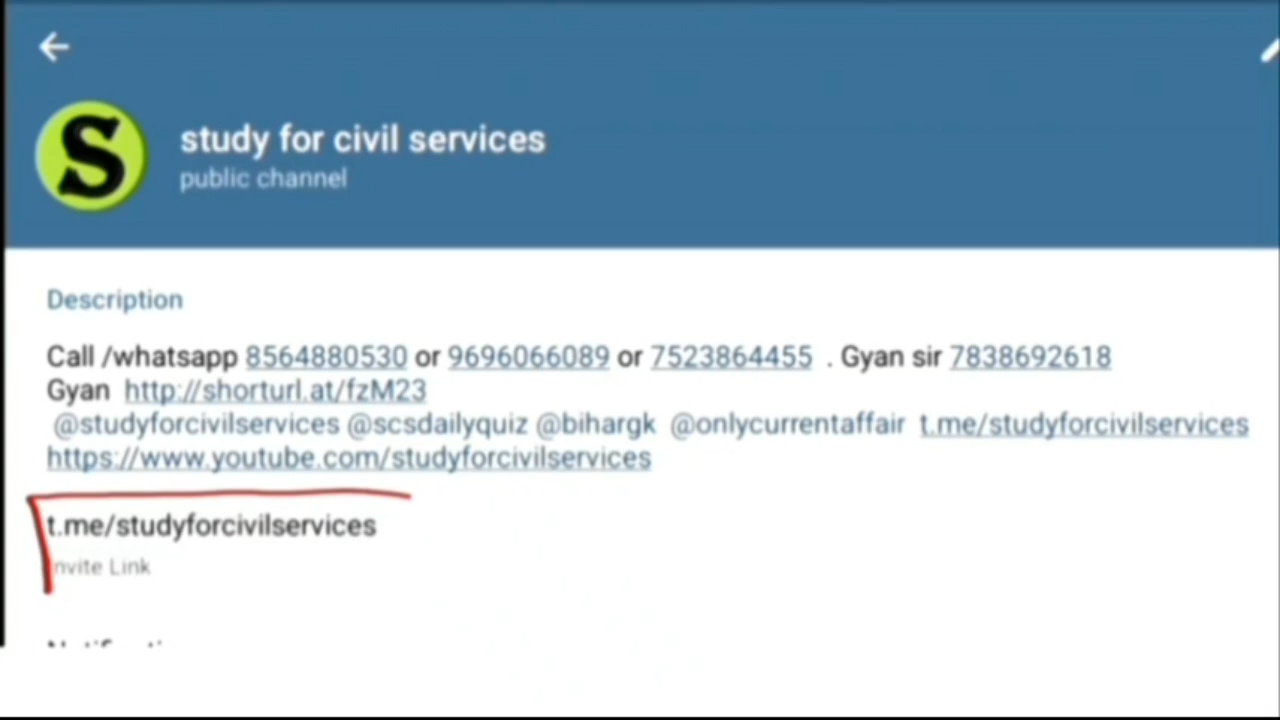 S
study for civil services
public channel
Description
Call /whatsapp 8564880530 or 9696066089 or 7523864455 . Gyan sir 7838692618
Gyan http://shorturl.at/fzM23
@studyforcivilservices @scsdailyquiz @bihargk @onlycurrentaffair t.me/studyforcivilservices
https://www.youtube.com/studyforcivilservices
t.me/studyforcivilservices
Invite Link